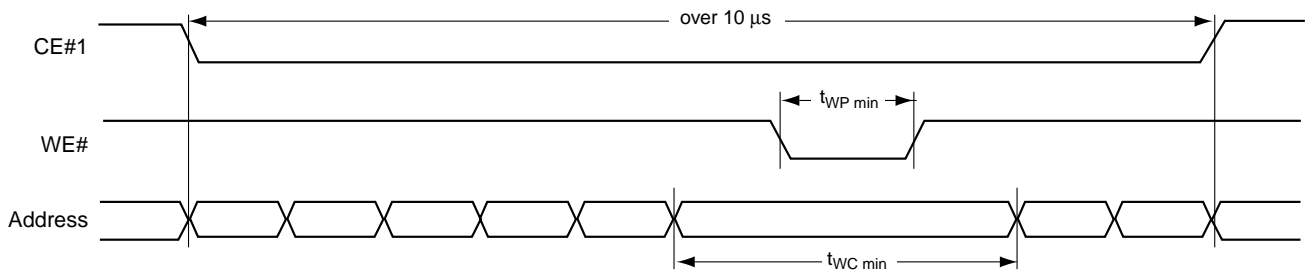 over 10 μs
CE#1
tWP min
WE#
Address
tWC min